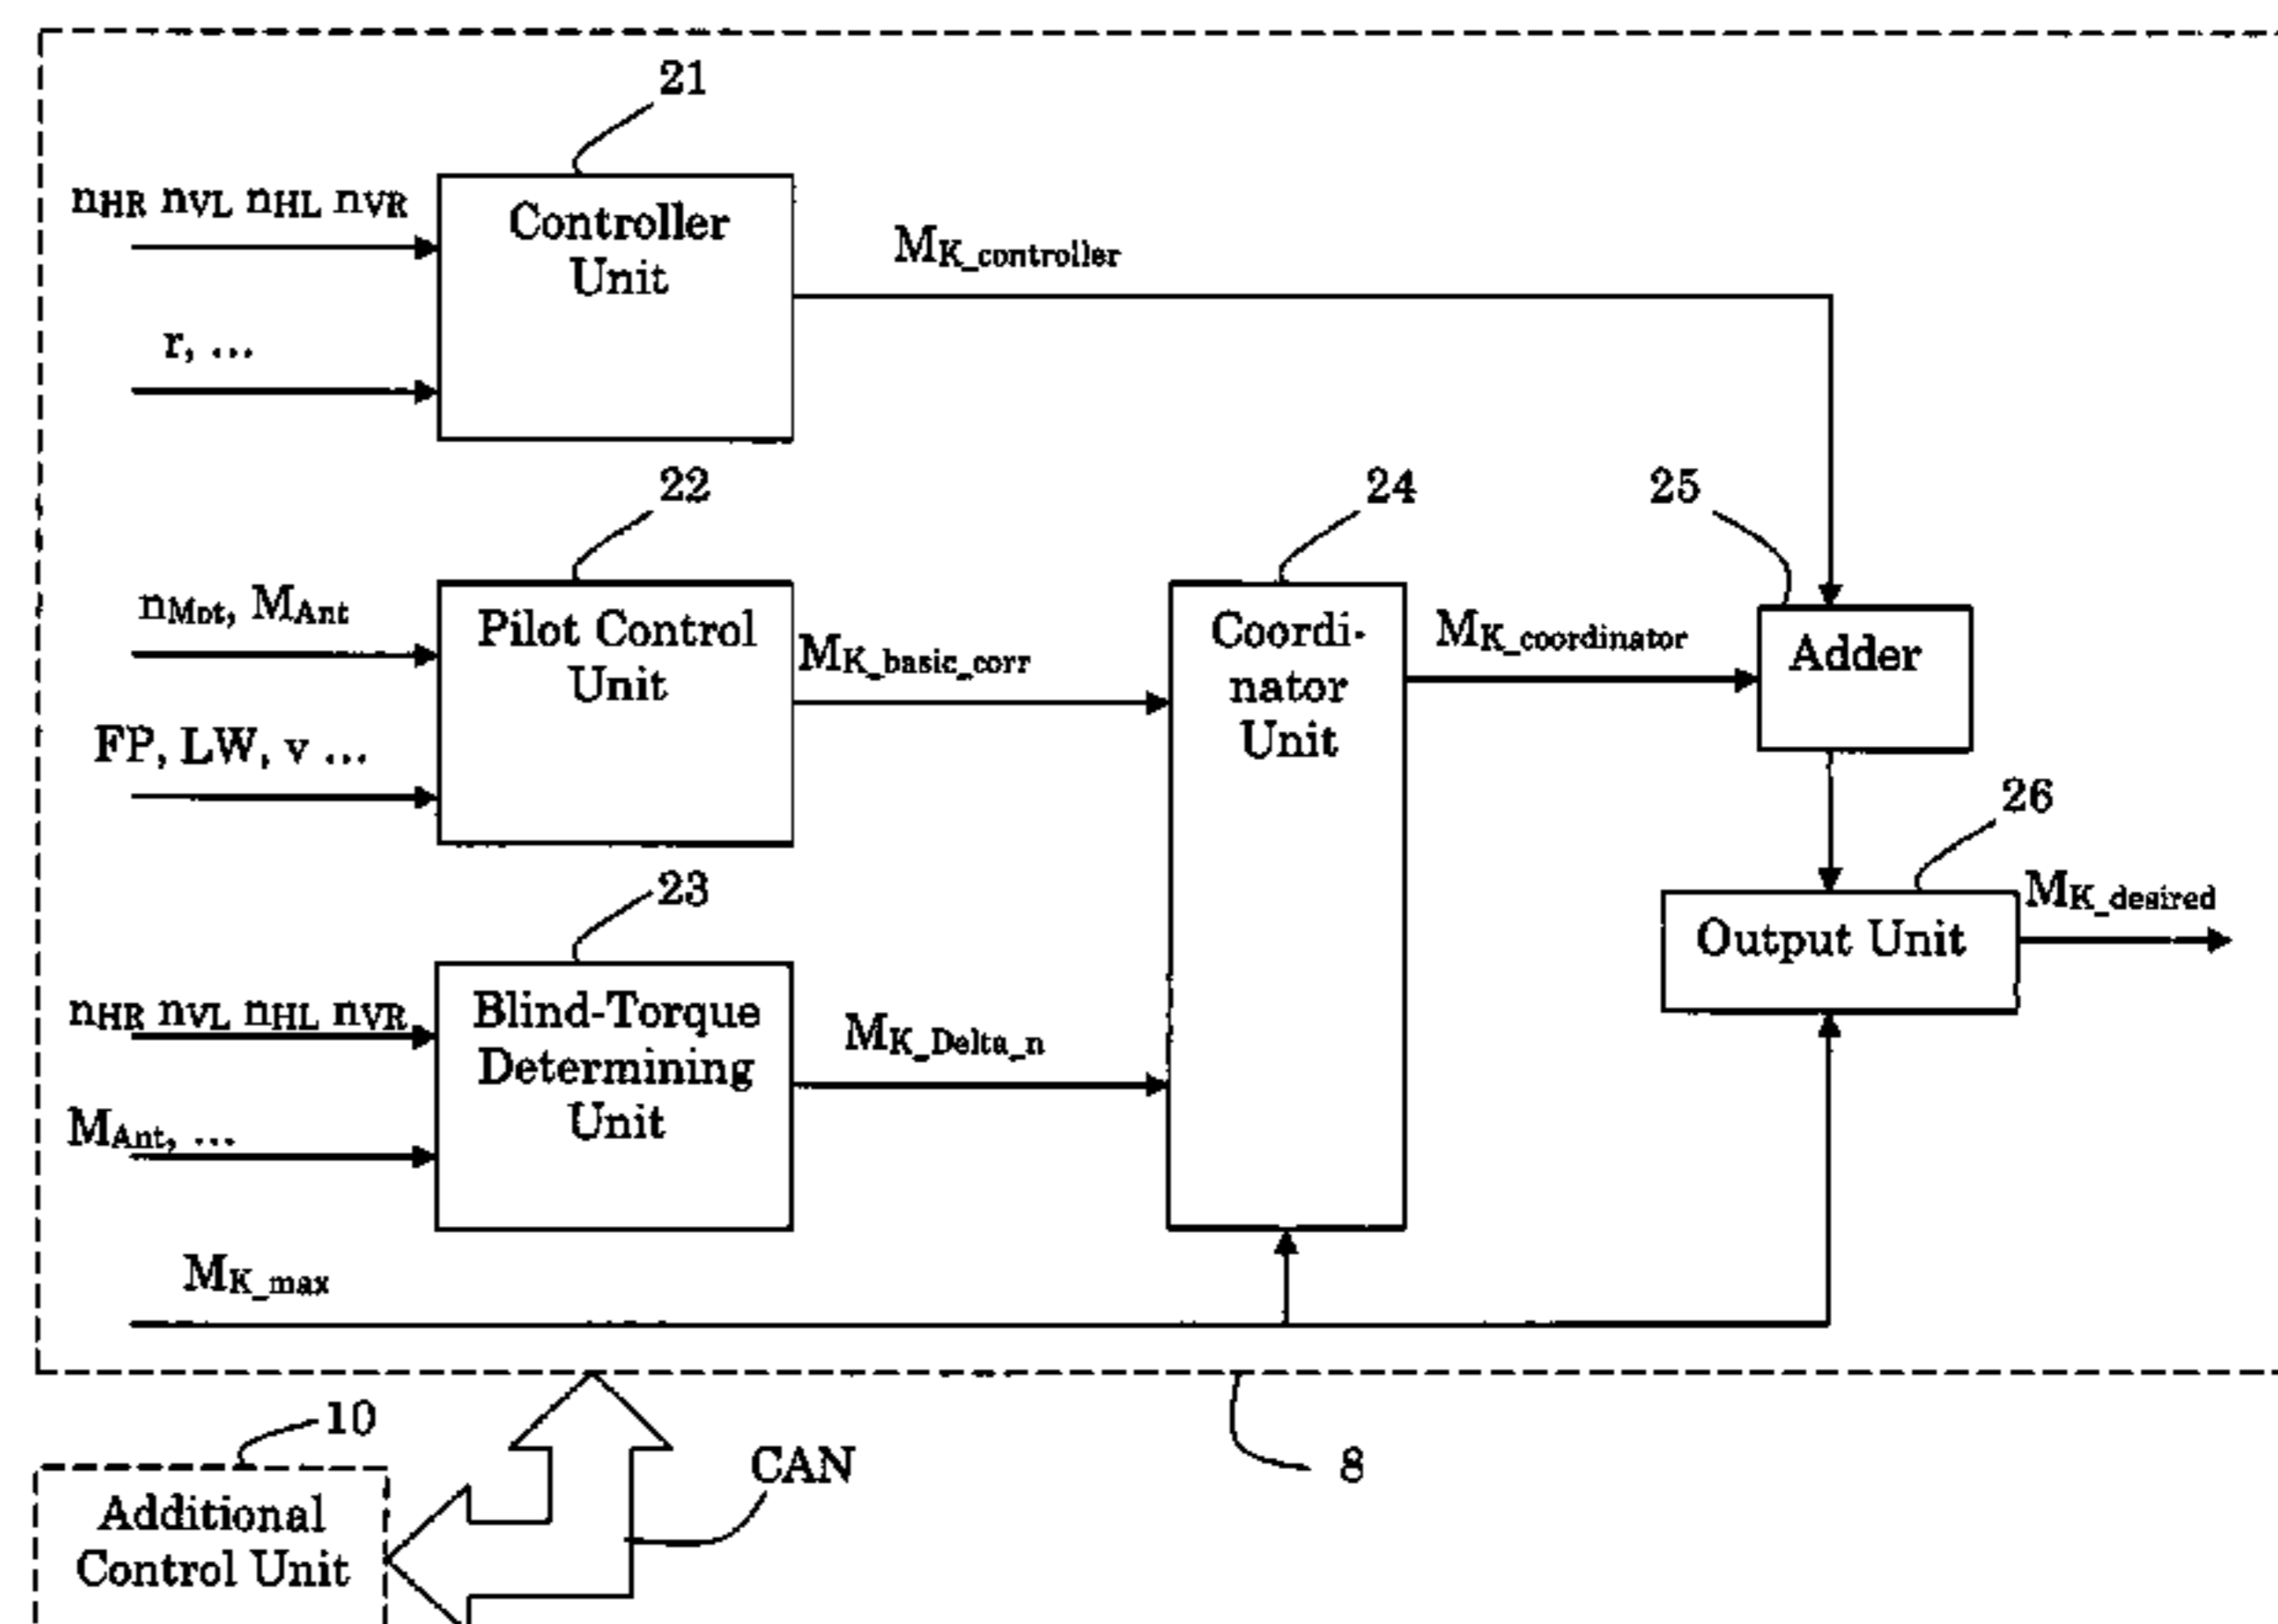 21
nHR nVL nHL nVR
Controller
Unit
MK_controller
r, ...
22
24
25
nMot, MAnt
Pilot Control
Unit
MK_basic_corr
FP, LW, v ...
Coordi-
nator
Unit
MK_coordinator
Adder
26
23
nHR nVL nHL nVR
Blind-Torque
Determining
Unit
MK_Delta_n
MAnt, ...
Output Unit
MK_desired
MK_max
10
CAN
8
Additional
Control Unit